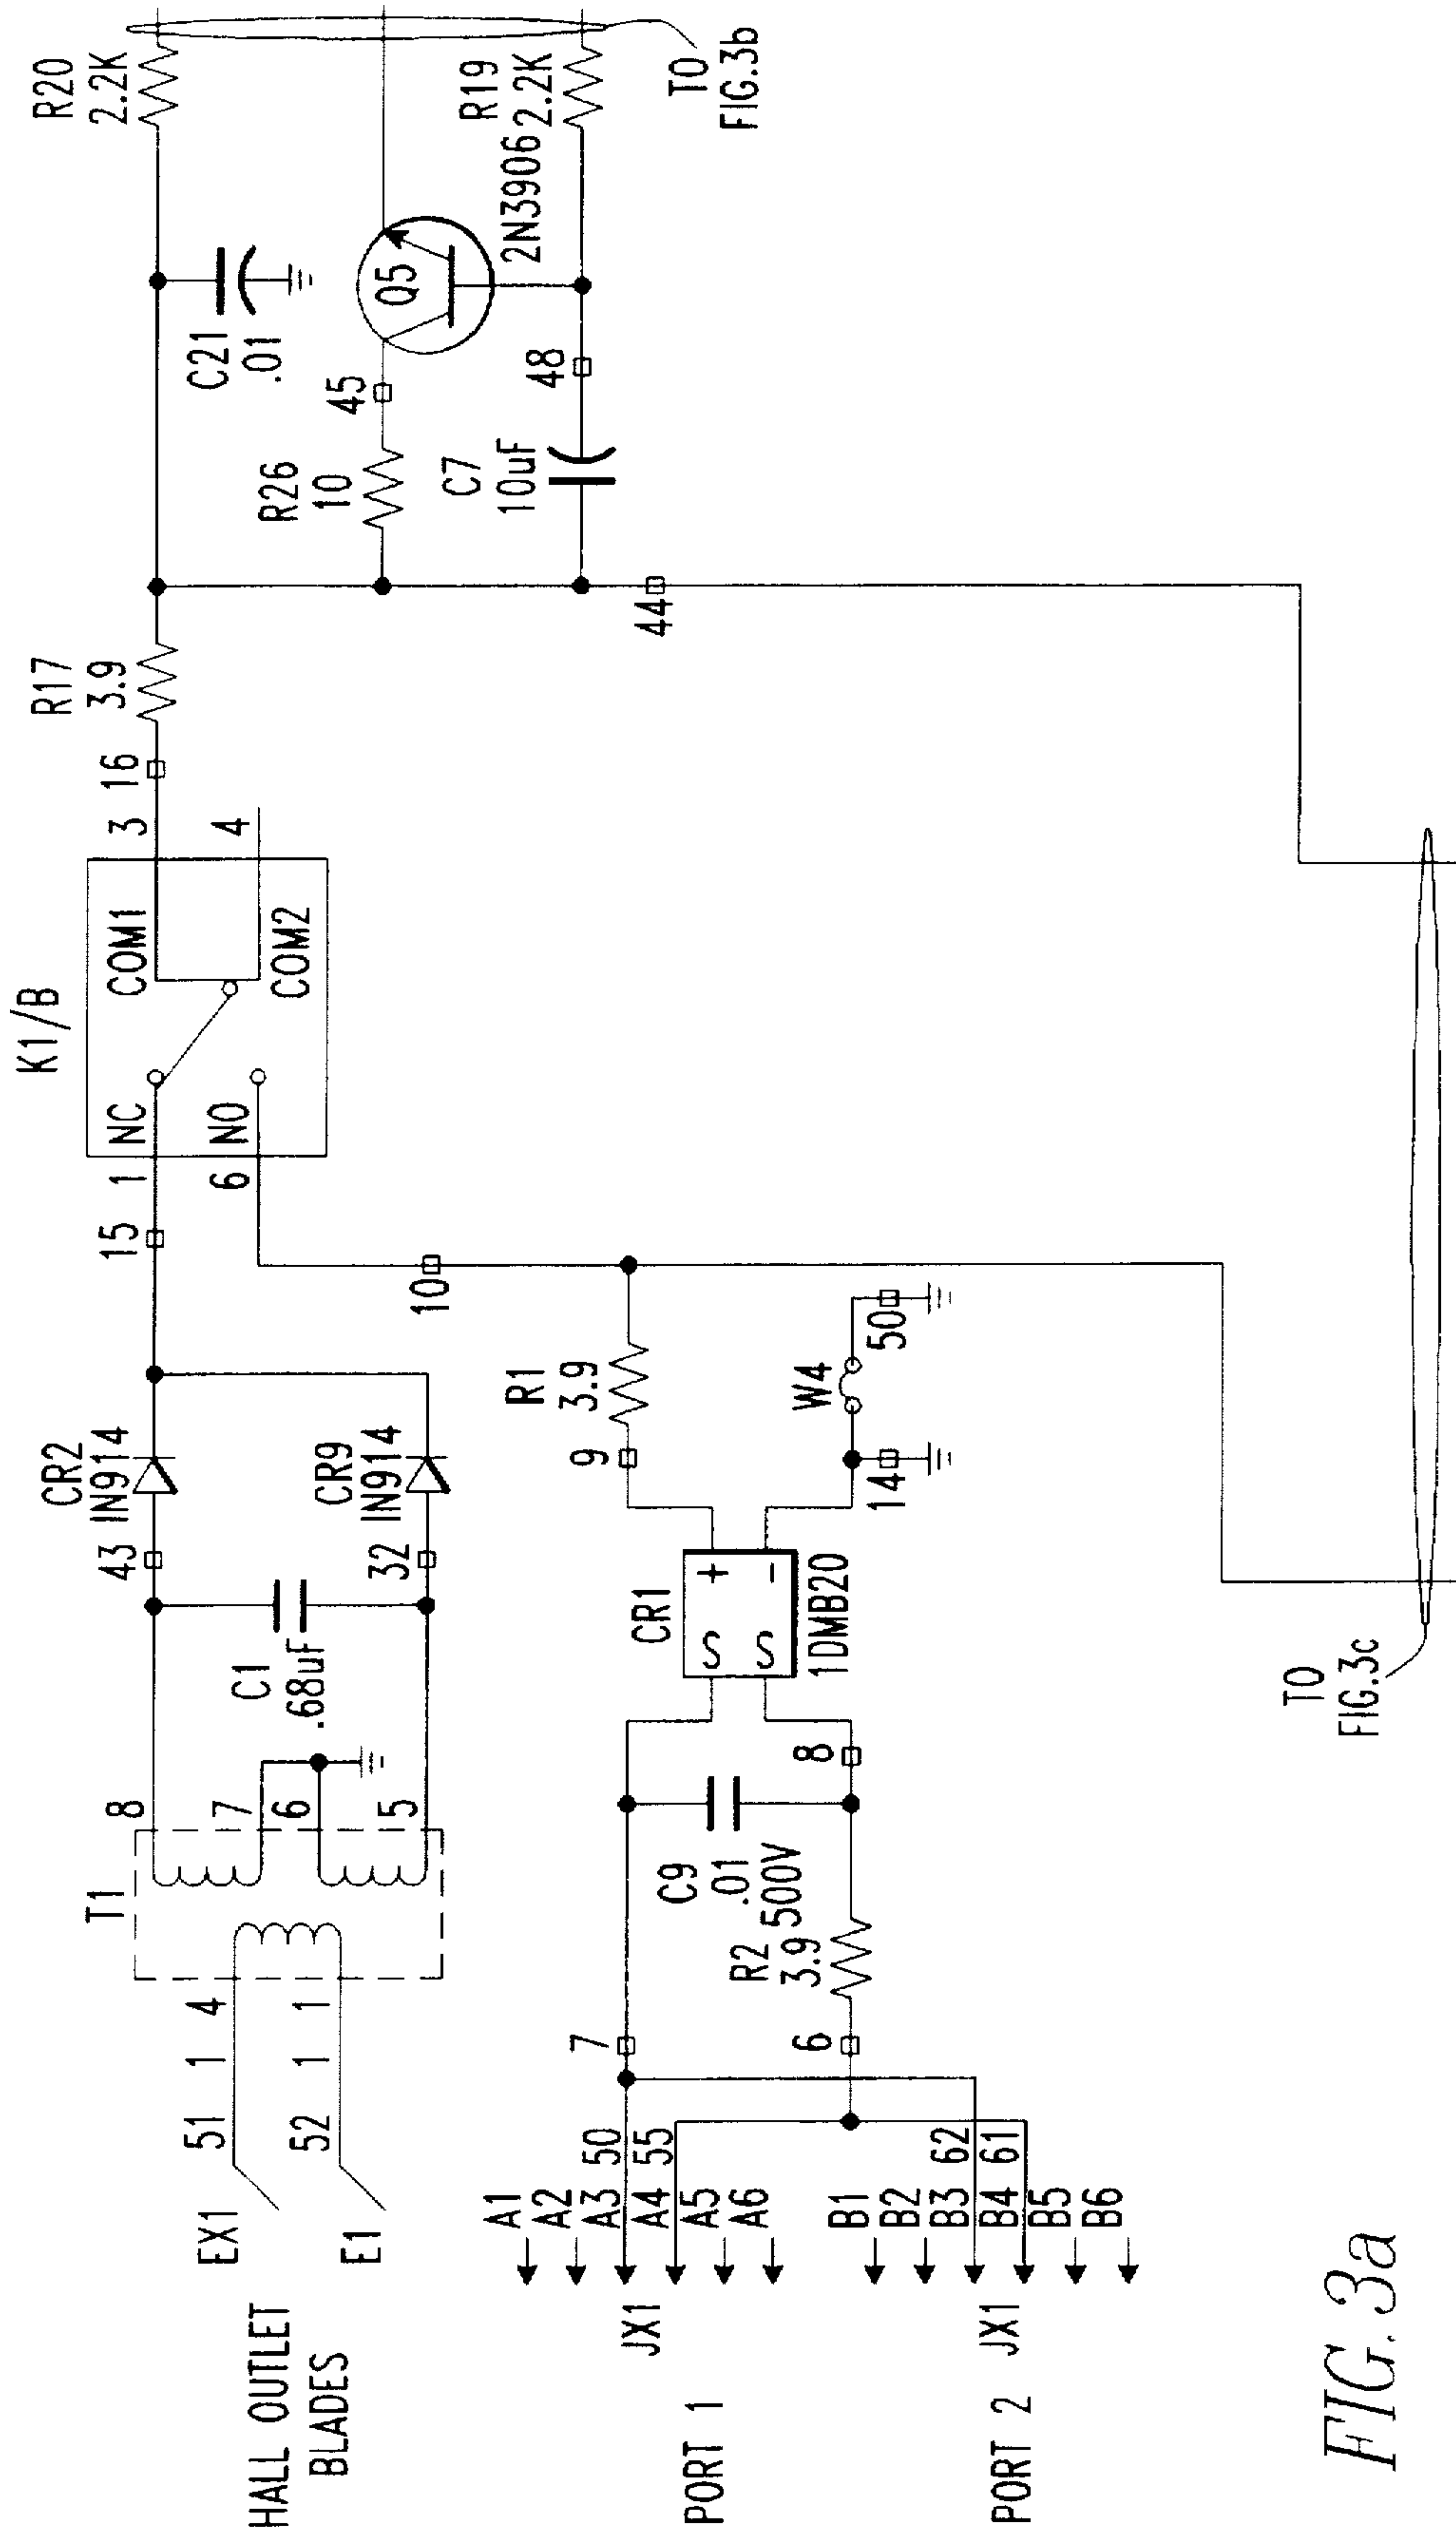 HALL OUTLET
BLADES
EX1
E1
51
1
4
52
1
1
T1
8
7
6
5
C1
.68uF
43
32
CR2
IN914
CR9
IN914
15
1
6
K1/B
NC
NO
COM1
COM2
3
4
16
R17
3.9
R20
2.2K
C21
.01
R26
10
45
Q5
2N3906
C7
10uF
48
R19
2.2K
44
TO
FIG.3b
PORT 1
JX1
A1
A2
A3
A4
A5
A6
50
55
PORT 2
JX1
B1
B2
B3
B4
B5
B6
62
61
7
6
R2
3.9
C9
.01
500V
8
CR1
S
S
+
-
1DMB20
9
R1
3.9
10
14
W4
50
TO
FIG.3c
FIG. 3a